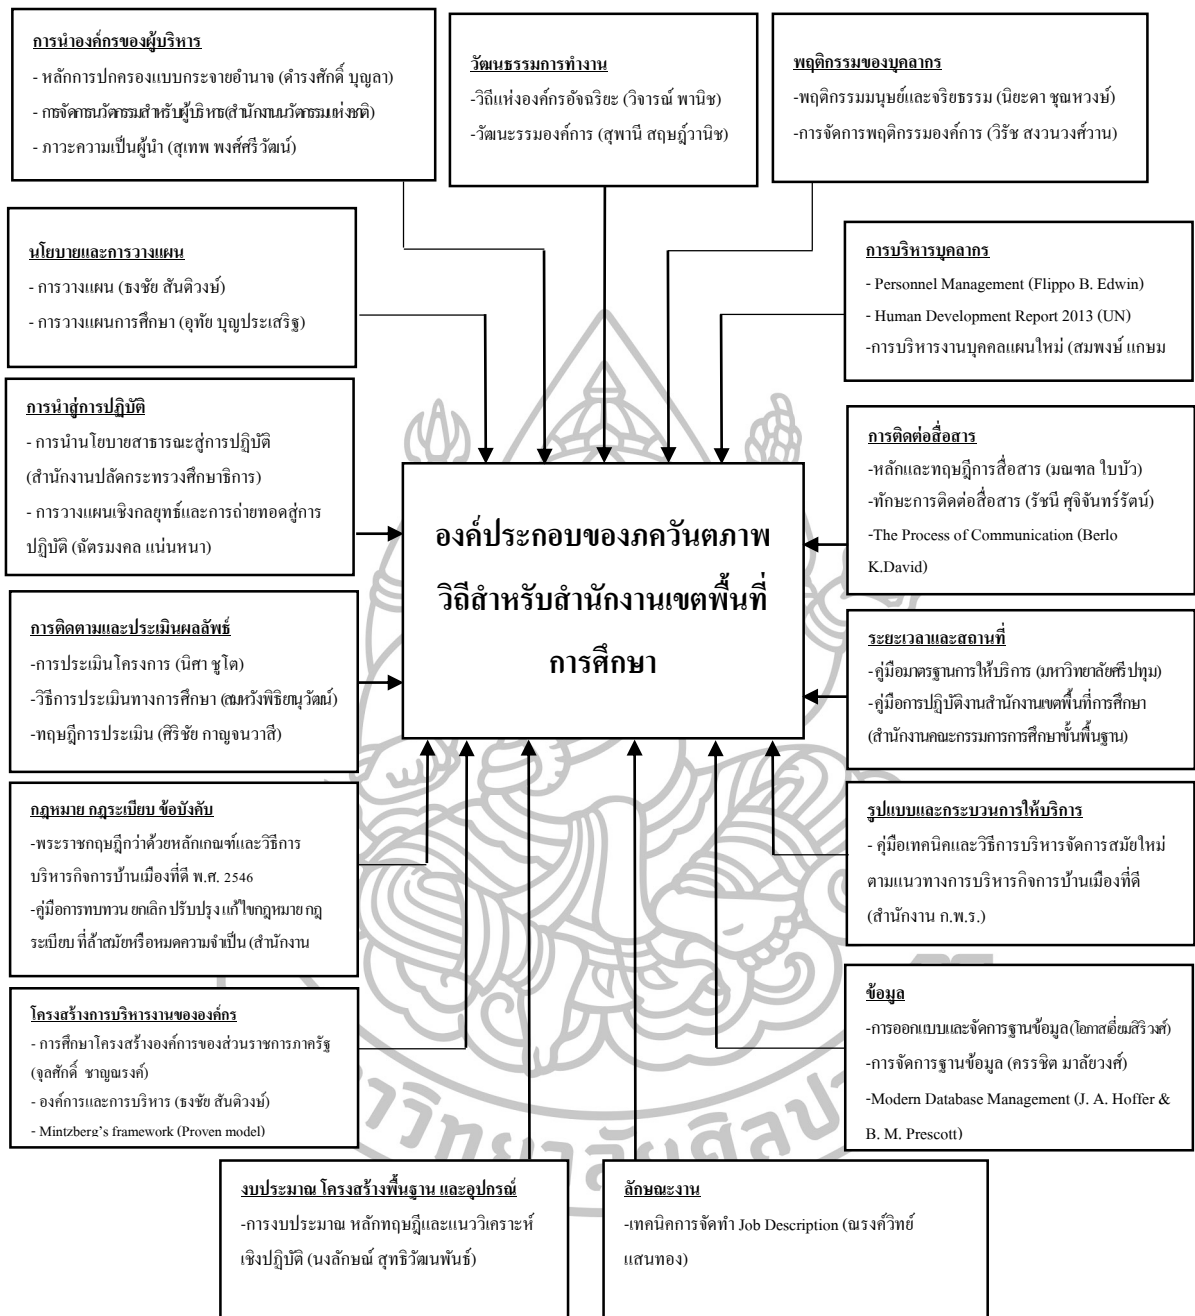 การนำองค์กรของผู้บริหาร
- หลักการปกครองแบบกระจายอำนาจ (ดำรงศักดิ์ บุญลา)
- การจัดการนวัตกรรมสำหรับผู้บริหาร(สำนักงานนวัตกรรมแห่งชาติ)
- ภาวะความเป็นผู้นำ (สุเทพ พงศ์ศรีวัฒน์)
วัฒนธรรมการทำงาน
-วิถีแห่งองค์กรอัจฉริยะ (วิจารณ์ พานิช)
-วัฒนะรรมองค์การ (สุพานี สฤษฎ์วานิช)
พฤติกรรมของบุคลากร
-พฤติกรรมมนุษย์และจริยธรรม (นิยะดา ชุณหวงษ์)
-การจัดการพฤติกรรมองค์การ (วิรัช สงวนวงศ์วาน)
นโยบายและการวางแผน
- การวางแผน (ธงชัย สันติวงษ์)
- การวางแผนการศึกษา (อุทัย บุญประเสริฐ)
การบริหารบุคลากร
- Personnel Management (Flippo B. Edwin)
- Human Development Report 2013 (UN)
-การบริหารงานบุคคลแผนใหม่ (สมพงษ์ แกษม
การนำสู่การปฏิบัติ
- การนำนโยบายสาธารณะสู่การปฏิบัติ
(สำนักงานปลัดกระทรวงศึกษาธิการ)
- การวางแผนเชิงกลยุทธ์และการถ่ายทอดสู่การ
ปฏิบัติ (ฉัตรมงคล แน่นหนา)
การติดต่อสื่อสาร
-หลักและทฤษฎีการสื่อสาร (มณฑล ใบบัว)
-ทักษะการติดต่อสื่อสาร (รัชนี ศุจิจันทร์รัตน์)
-The Process of Communication (Berlo
K.David)
องค์ประกอบของภควันตภาพ
วิถีสำหรับสำนักงานเขตพื้นที่
การศึกษา
การติดตามและประเมินผลลัพธ์
-การประเมินโครงการ (นิศา ชูโต)
-วิธีการประเมินทางการศึกษา (สมหวังพิธิยานุวัฒน์)
-ทฤษฎีการประเมิน (ศิริชัย กาญจนวาสี)
ระยะเวลาและสถานที่
-คู่มือมาตรฐานการให้บริการ (มหาวิทยาลัยศรีปทุม)
-คู่มือการปฏิบัติงานสำนักงานเขตพื้นที่การศึกษา
(สำนักงานคณะกรรมการการศึกษาขั้นพื้นฐาน)
กฎหมาย กฎระเบียบ ข้อบังคับ
-พระราชกฤษฎีกว่าด้วยหลักเกณฑ์และวิธีการ
บริหารกิจการบ้านเมืองที่ดี พ.ศ. 2546
-คู่มือการทบทวน ยกเลิก ปรับปรุง แก้ไขกฎหมาย กฎ
ระเบียบ ที่ล้าสมัยหรือหมดความจำเป็น (สำนักงาน
รูปแบบและกระบวนการให้บริการ
- คู่มือเทคนิคและวิธีการบริหารจัดการสมัยใหม่
ตามแนวทางการบริหารกิจการบ้านเมืองที่ดี
(สำนักงาน ก.พ.ร.)
โครงสร้างการบริหารงานขององค์กร
- การศึกษาโครงสร้างองค์การของส่วนราชการภาครัฐ
(จุลศักดิ์ ชาญณรงค์)
- องค์การและการบริหาร (ธงชัย สันติวงษ์)
- Mintzberg's framework (Proven model)
ข้อมูล
-การออกแบบและจัดการฐานข้อมูล(โอภาสเอี่ยมสิริวงศ์)
-การจัดการฐานข้อมูล (ครรชิต มาลัยวงศ์)
-Modern Database Management (J. A. Hoffer &
B. M. Prescott)
งบประมาณ โครงสร้างพื้นฐาน และอุปกรณ์
-การงบประมาณ หลักทฤษฎีและแนววิเคราะห์
เชิงปฏิบัติ (นงลักษณ์ สุทธิวัฒนพันธ์)
ลักษณะงาน
-เทคนิคการจัดทำ Job Description (ณรงค์วิทย์
แสนทอง)